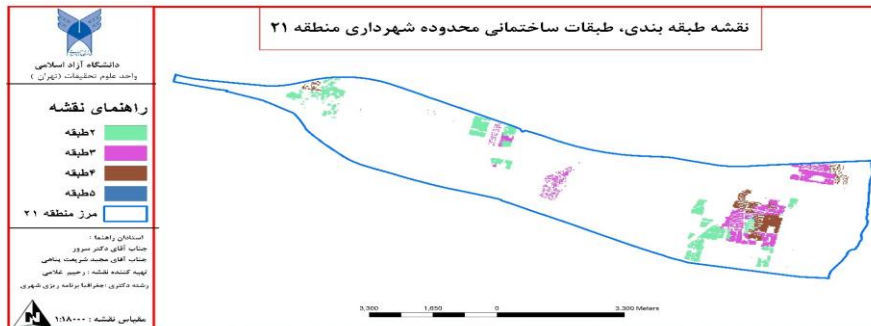 نقشه طبقه بندی، طبقات ساختمانی محدوده شهرداری منطقه ۲۱
دانشگاه آزاد اسلامی
واحد علوم تحقیقات (تهران )
راهنمای نقشه
۲طبقه
۳طبقه
۴طبقه
۵طبقه
مرز منطقه ۲۱
استادان راهنما :
جناب آقای دکتر سرور
جناب آقای مجید شریعت پناهی
تهیه کننده نقشه : رحیم غلامی
رشته دکتری :جغرافیا برنامه ریزی شهری
N
مقیاس نقشه : ۱:۱۸۰۰۰
3,300 1,650 0 3,300 Meters